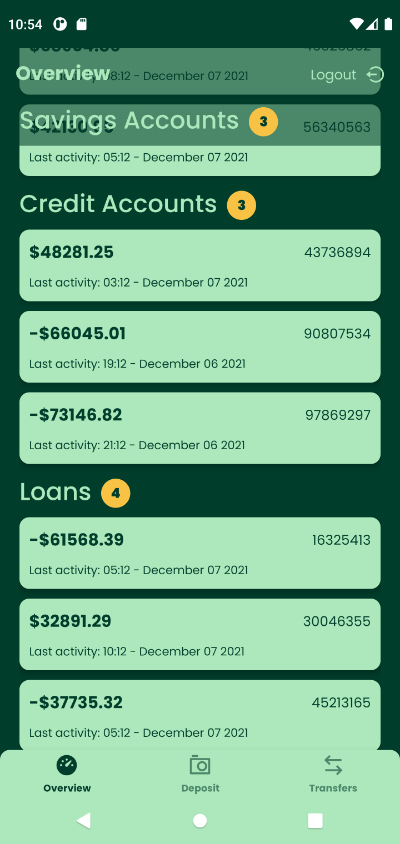 10:54
Overview
Logout
Savings Accounts 3
56340563
Last activity: 05:12 - December 07 2021
Credit Accounts 3
$48281.25 43736894
Last activity: 03:12 - December 07 2021
-$66045.01 90807534
Last activity: 19:12 - December 06 2021
-$73146.82 97869297
Last activity: 21:12 - December 06 2021
Loans 4
-$61568.39 16325413
Last activity: 05:12 - December 07 2021
$32891.29 30046355
Last activity: 10:12 - December 07 2021
-$37735.32 45213165
Last activity: 05:12 - December 07 2021
Overview Deposit Transfers